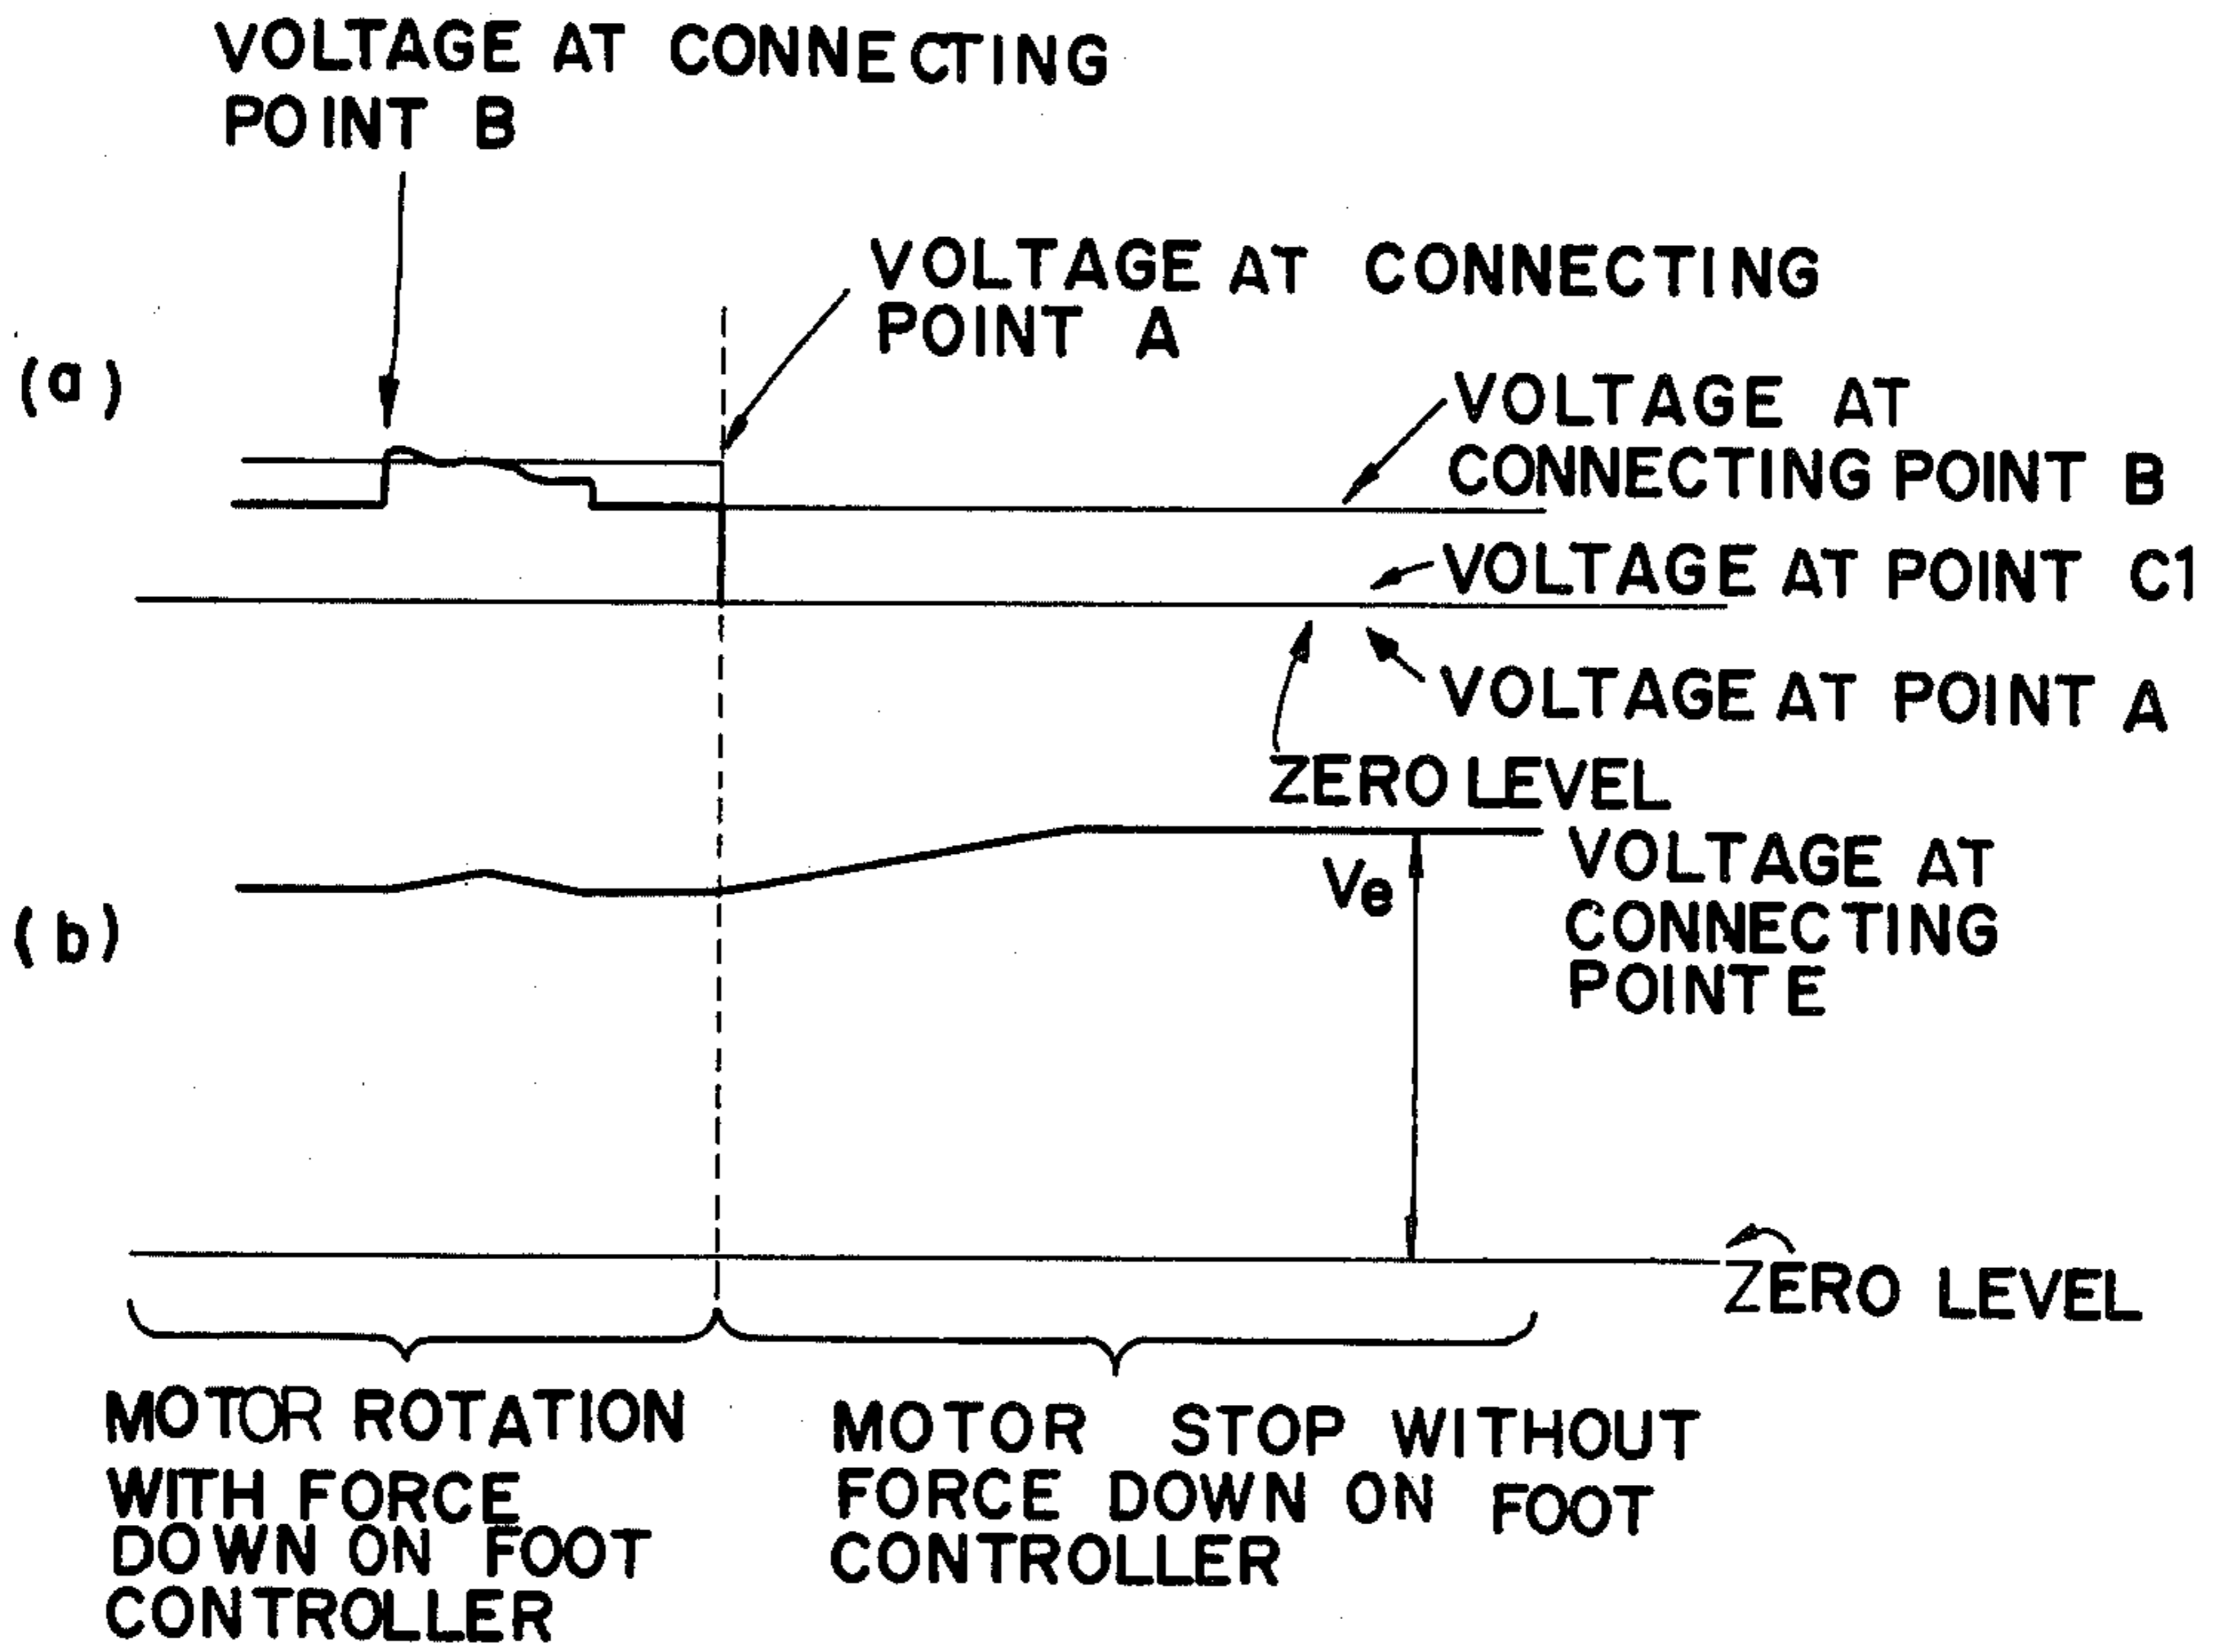 VOLTAGE AT CONNECTING
POINT B
VOLTAGE AT CONNECTING
POINT A
(a)
VOLTAGE AT
CONNECTING POINT B
VOLTAGE AT POINT C1
VOLTAGE AT POINT A
ZERO LEVEL
VOLTAGE AT
CONNECTING
POINT E
Ve
(b)
ZERO LEVEL
MOTOR ROTATION
WITH FORCE
DOWN ON FOOT
CONTROLLER
MOTOR STOP WITHOUT
FORCE DOWN ON FOOT
CONTROLLER